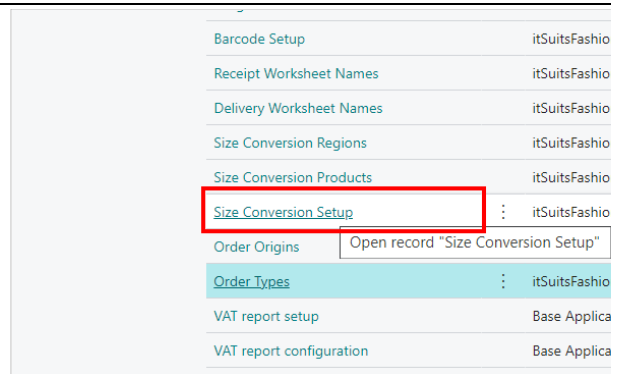 Barcode Setup itSuitsFashio
Receipt Worksheet Names itSuitsFashio
Delivery Worksheet Names itSuitsFashio
Size Conversion Regions itSuitsFashio
Size Conversion Products itSuitsFashio
Size Conversion Setup itSuitsFashio
Order Origins Open record "Size Conversion Setup"
Order Types itSuitsFashio
VAT report setup Base Applica
VAT report configuration Base Applica